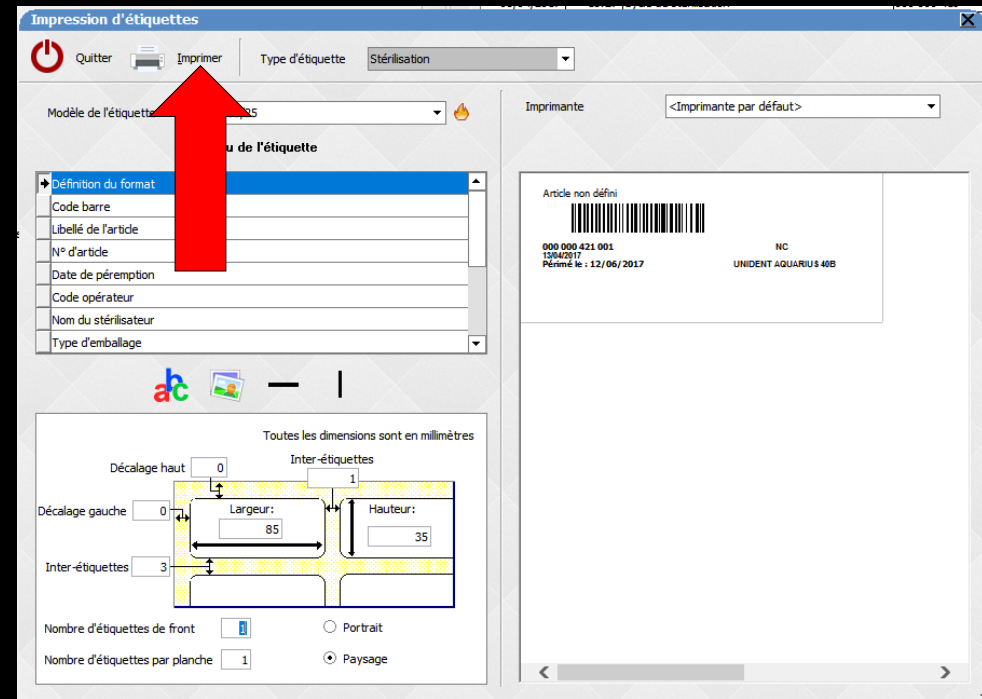 Impression d'étiquettes
Quitter
Imprimer
Type d'étiquette
Stérilisation
Modèle de l'étiquette
Imprimante
<Imprimante par défaut>
de l'étiquette
Définition du format
Code barre
Libellé de l'article
N° d'article
Date de péremption
Code opérateur
Nom du stérilisateur
Type d'emballage
Article non défini
000 000 421 001
NC
13/04/2017
Périmé le : 12/06/2017
UNIDENT AQUARIUS 40B
abc
Toutes les dimensions sont en millimètres
Décalage haut
0
Inter-étiquettes
1
Décalage gauche
0
Largeur:
85
Hauteur:
35
Inter-étiquettes
3
Nombre d'étiquettes de front
1
Portrait
Nombre d'étiquettes par planche
1
Paysage